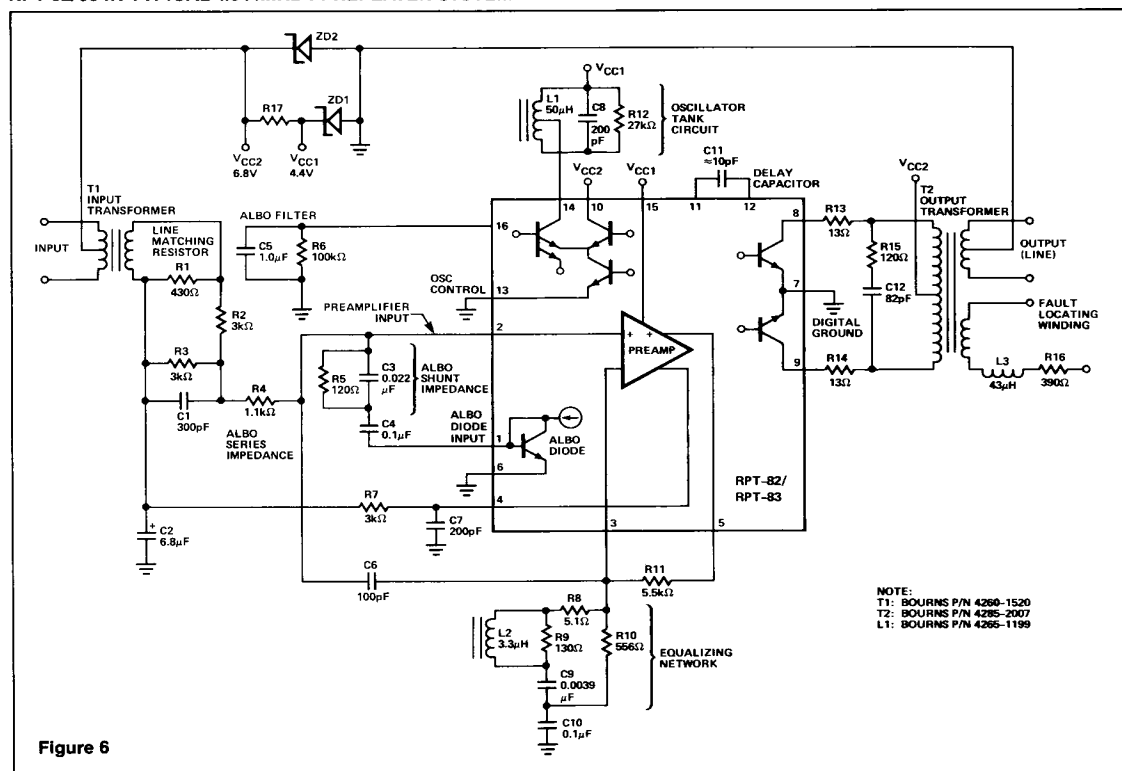 ZD2
VCC1
L1
50µH
C8
200
pF
R12
27kΩ
OSCILLATOR
TANK
CIRCUIT
R17
ZD1
VCC2
6.8V
VCC1
4.4V
C11
≈10pF
DELAY
CAPACITOR
VCC2
VCC1
VCC2
T1
INPUT
TRANSFORMER
T2
OUTPUT
TRANSFORMER
14
10
15
11
12
8
R13
13Ω
INPUT
LINE
MATCHING
RESISTOR
ALBO FILTER
16
C5
1.0µF
R6
100kΩ
R15
120Ω
OUTPUT
(LINE)
R1
430Ω
OSC
CONTROL
13
7
C12
82pF
R2
3kΩ
PREAMPLIFIER
INPUT
2
DIGITAL
GROUND
FAULT
LOCATING
WINDING
PREAMP
+
+
9
R14
13Ω
L3
43µH
R16
390Ω
R3
3kΩ
R4
1.1kΩ
C1
300pF
R5
120Ω
C3
0.022
µF
ALBO
SHUNT
IMPEDANCE
C4
0.1µF
ALBO
DIODE
INPUT
1
ALBO
DIODE
ALBO
SERIES
IMPEDANCE
6
RPT-82/
RPT-83
4
R7
3kΩ
C7
200pF
3
5
+
C2
6.8µF
C6
100pF
R11
5.5kΩ
NOTE:
T1: BOURNS P/N 4260-1520
T2: BOURNS P/N 4285-2007
L1: BOURNS P/N 4265-1199
R8
5.1Ω
L2
3.3µH
R9
130Ω
R10
556Ω
EQUALIZING
NETWORK
C9
0.0039
µF
C10
0.1µF
Figure 6